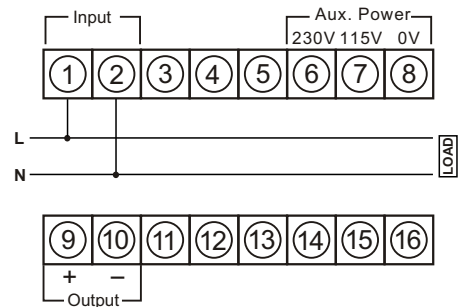 Input Aux. Power
230V 115V 0V
1 2 3 4 5 6 7 8
L
LOAD
N
9 10 11 12 13 14 15 16
+ −
Output